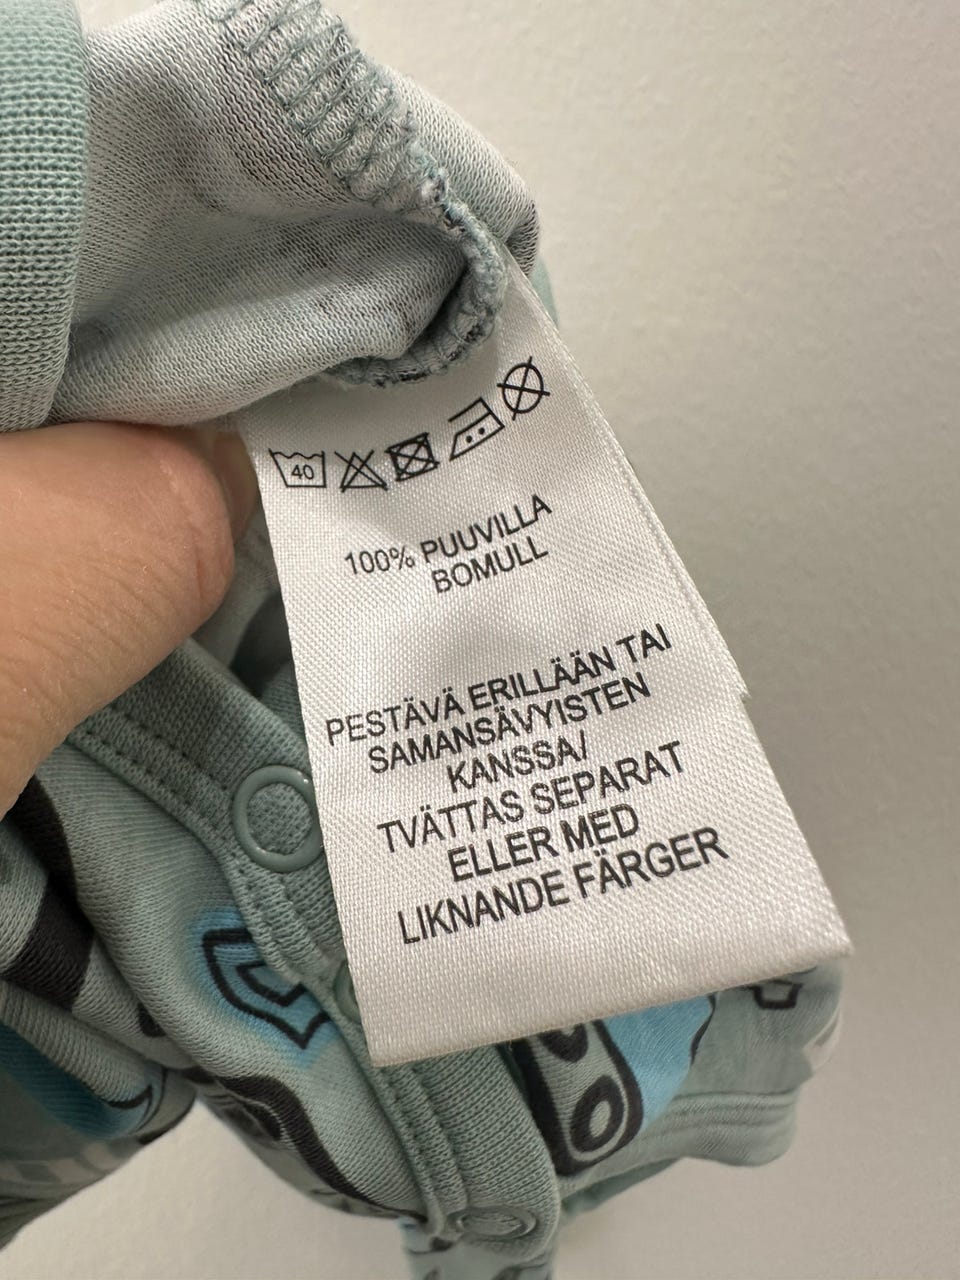 40
100% PUUVILLA
BOMULL
PESTÄVÄ ERILLÄÄN TAI
SAMANSÄVYISTEN
KANSSA/
TVÄTTAS SEPARAT
ELLER MED
LIKNANDE FÄRGER